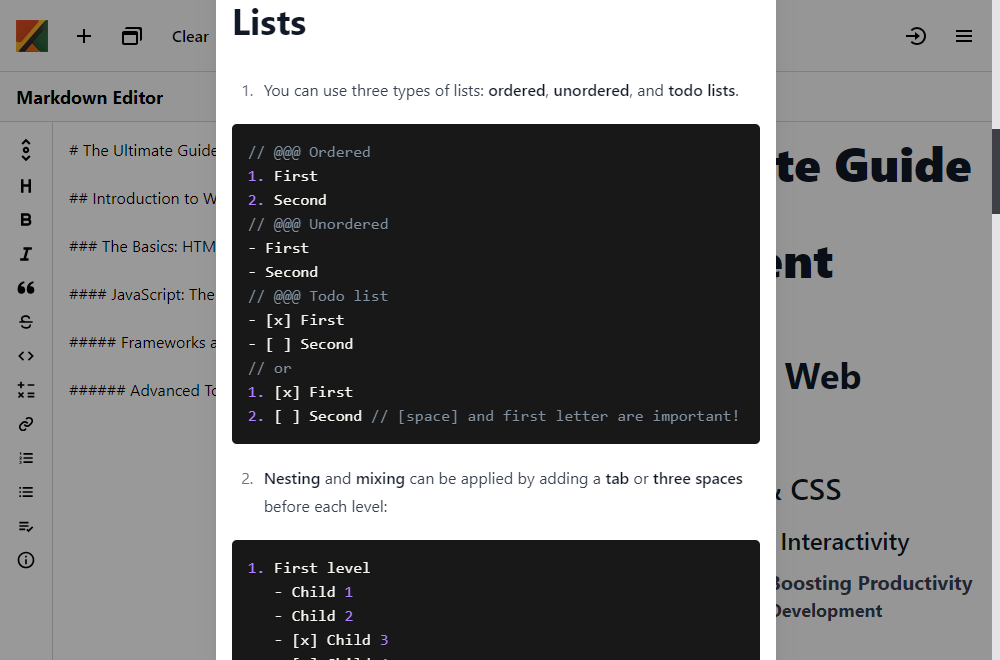 Clear
Markdown Editor
# The Ultimate Guide
## Introduction to W
### The Basics: HTM
#### JavaScript: The
##### Frameworks a
###### Advanced To
Lists
1. You can use three types of lists: ordered, unordered, and todo lists.
// @@@ Ordered
1. First
2. Second
// @@@ Unordered
- First
- Second
// @@@ Todo list
- [x] First
- [ ] Second
// or
1. [x] First
2. [ ] Second // [space] and first letter are important!
2. Nesting and mixing can be applied by adding a tab or three spaces
before each level:
1. First level
- Child 1
- Child 2
- [x] Child 3
te Guide
ent
Web
& CSS
Interactivity
Boosting Productivity
Development